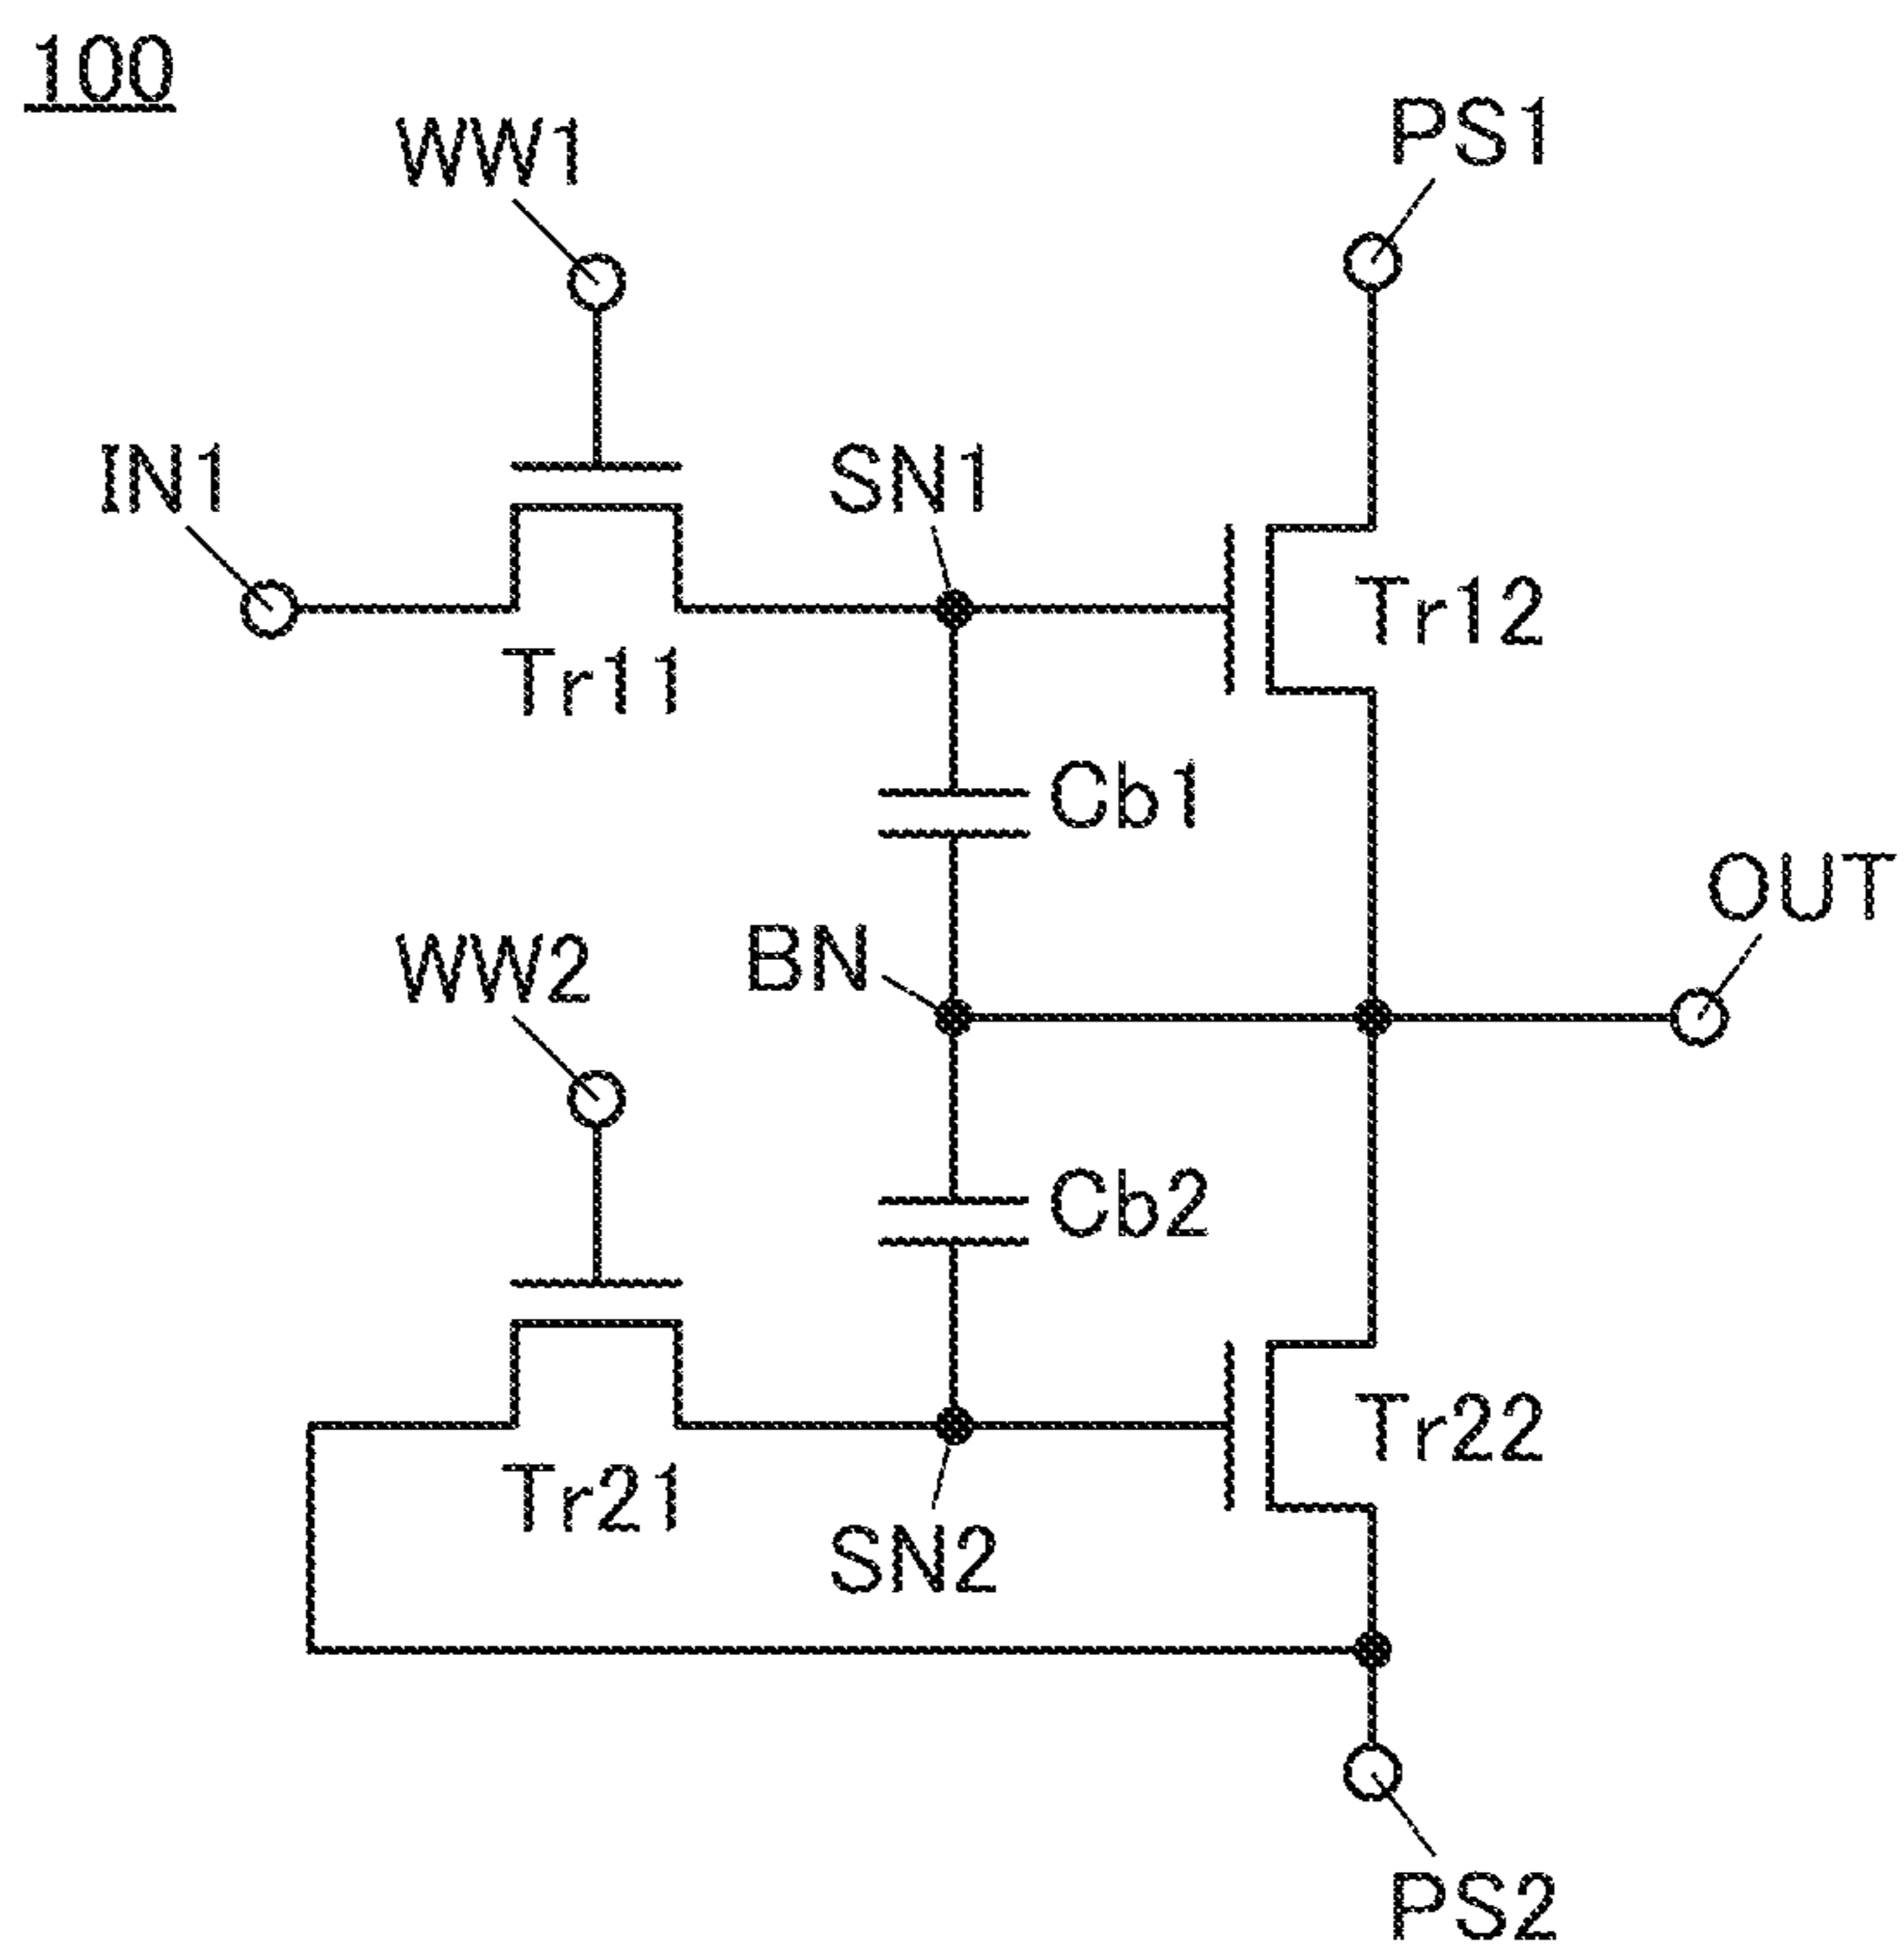 100
WW1
PS1
IN1
SN1
Tr12
Tr11
Cb1
OUT
BN
WW2
Cb2
Tr22
Tr21
SN2
PS2